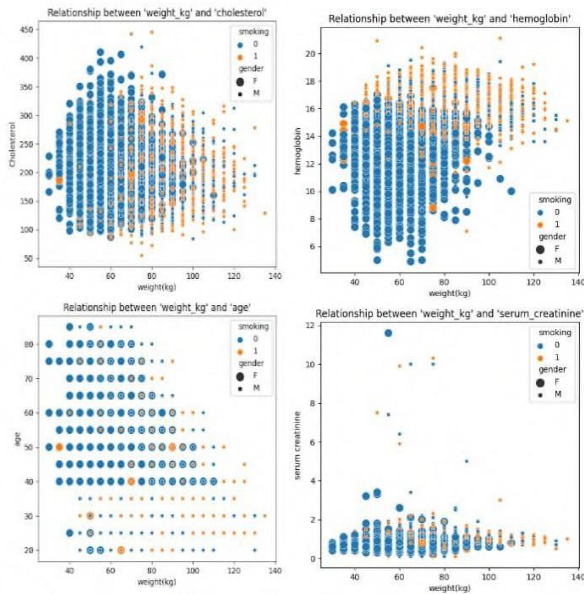 Relationship between 'weight_kg' and 'cholesterol'
smoking
0
1
gender
F
M
Cholesterol
450
400
350
300
250
200
150
100
50
40
60
80
100
120
140
weight(kg)
Relationship between 'weight_kg' and 'hemoglobin'
smoking
0
1
gender
F
M
hemoglobin
20
18
16
14
12
10
8
6
40
60
80
100
120
140
weight(kg)
Relationship between 'weight_kg' and 'age'
smoking
0
1
gender
F
M
age
80
70
60
50
40
30
20
40
60
80
100
120
140
weight(kg)
Relationship between 'weight_kg' and 'serum_creatinine'
smoking
0
1
gender
F
M
serum creatinine
12
10
8
6
4
2
0
40
60
80
100
120
140
weight(kg)